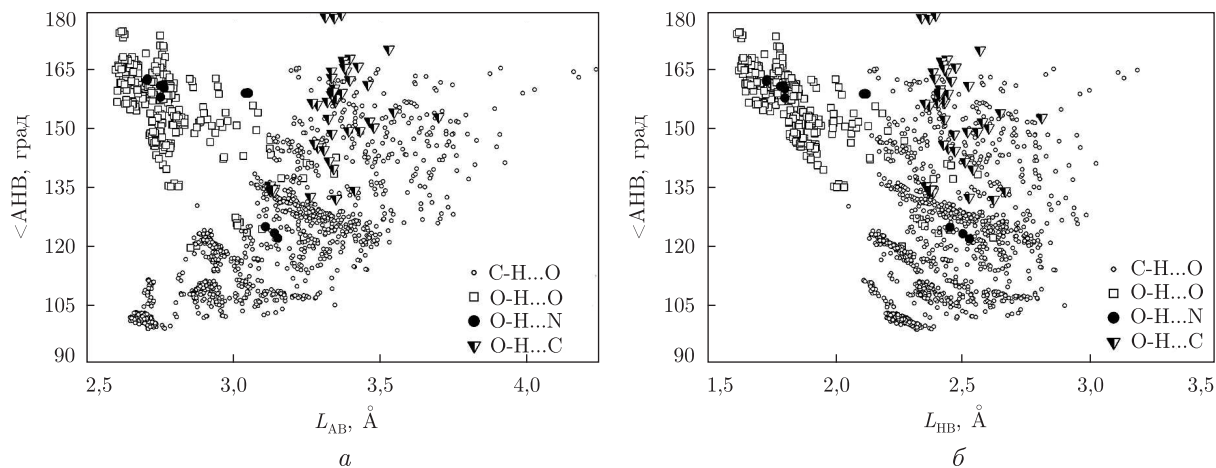 <AHB, град
180
165
150
135
120
105
90
2,5
3,0
3,5
4,0
L_AB, Å
C-H...O
O-H...O
O-H...N
O-H...C
а
<AHB, град
180
165
150
135
120
105
90
1,5
2,0
2,5
3,0
3,5
L_HB, Å
C-H...O
O-H...O
O-H...N
O-H...C
б